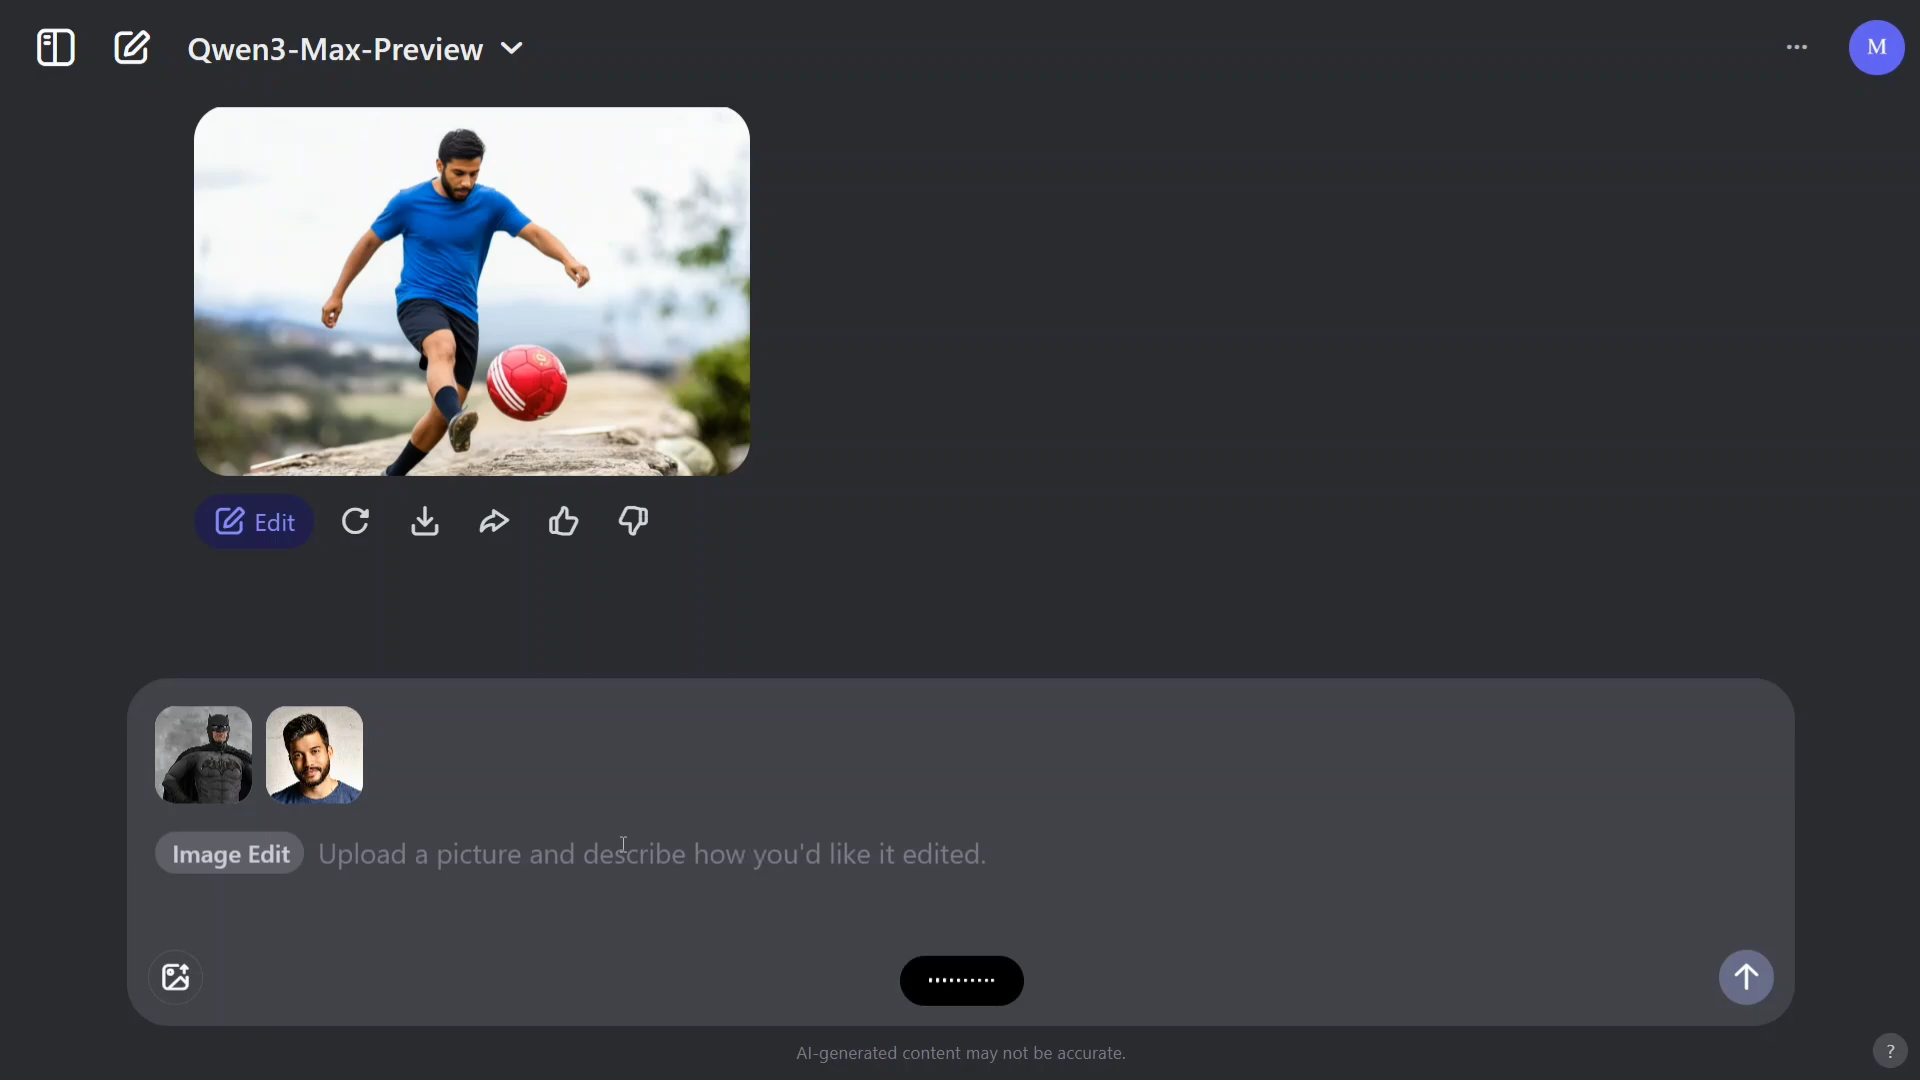 Qwen3-Max-Preview
M
Edit
Image Edit Upload a picture and describe how you'd like it edited.
AI-generated content may not be accurate.
?